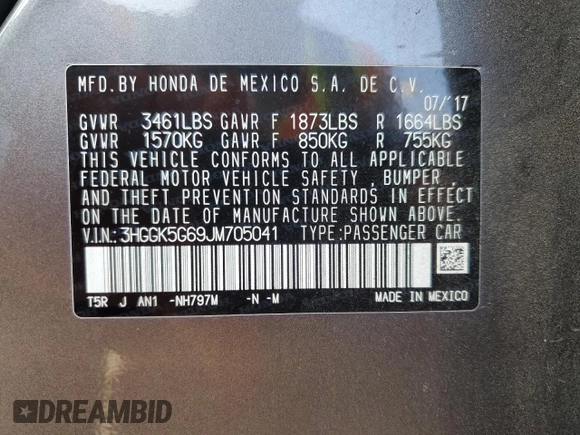 MFD. BY HONDA DE MEXICO S.A. DE C.V.
07/'17
GVWR 3461LBS GAWR F 1873LBS R 1664LBS
GVWR 1570KG GAWR F 850KG R 755KG
THIS VEHICLE CONFORMS TO ALL APPLICABLE
FEDERAL MOTOR VEHICLE SAFETY , BUMPER ,
AND THEFT PREVENTION STANDARDS IN EFFECT
ON THE DATE OF MANUFACTURE SHOWN ABOVE.
V.I.N.:3HGGK5G69JM705041 TYPE:PASSENGER CAR
T5R J AN1 -NH797M -N -M MADE IN MEXICO
DREAMBID